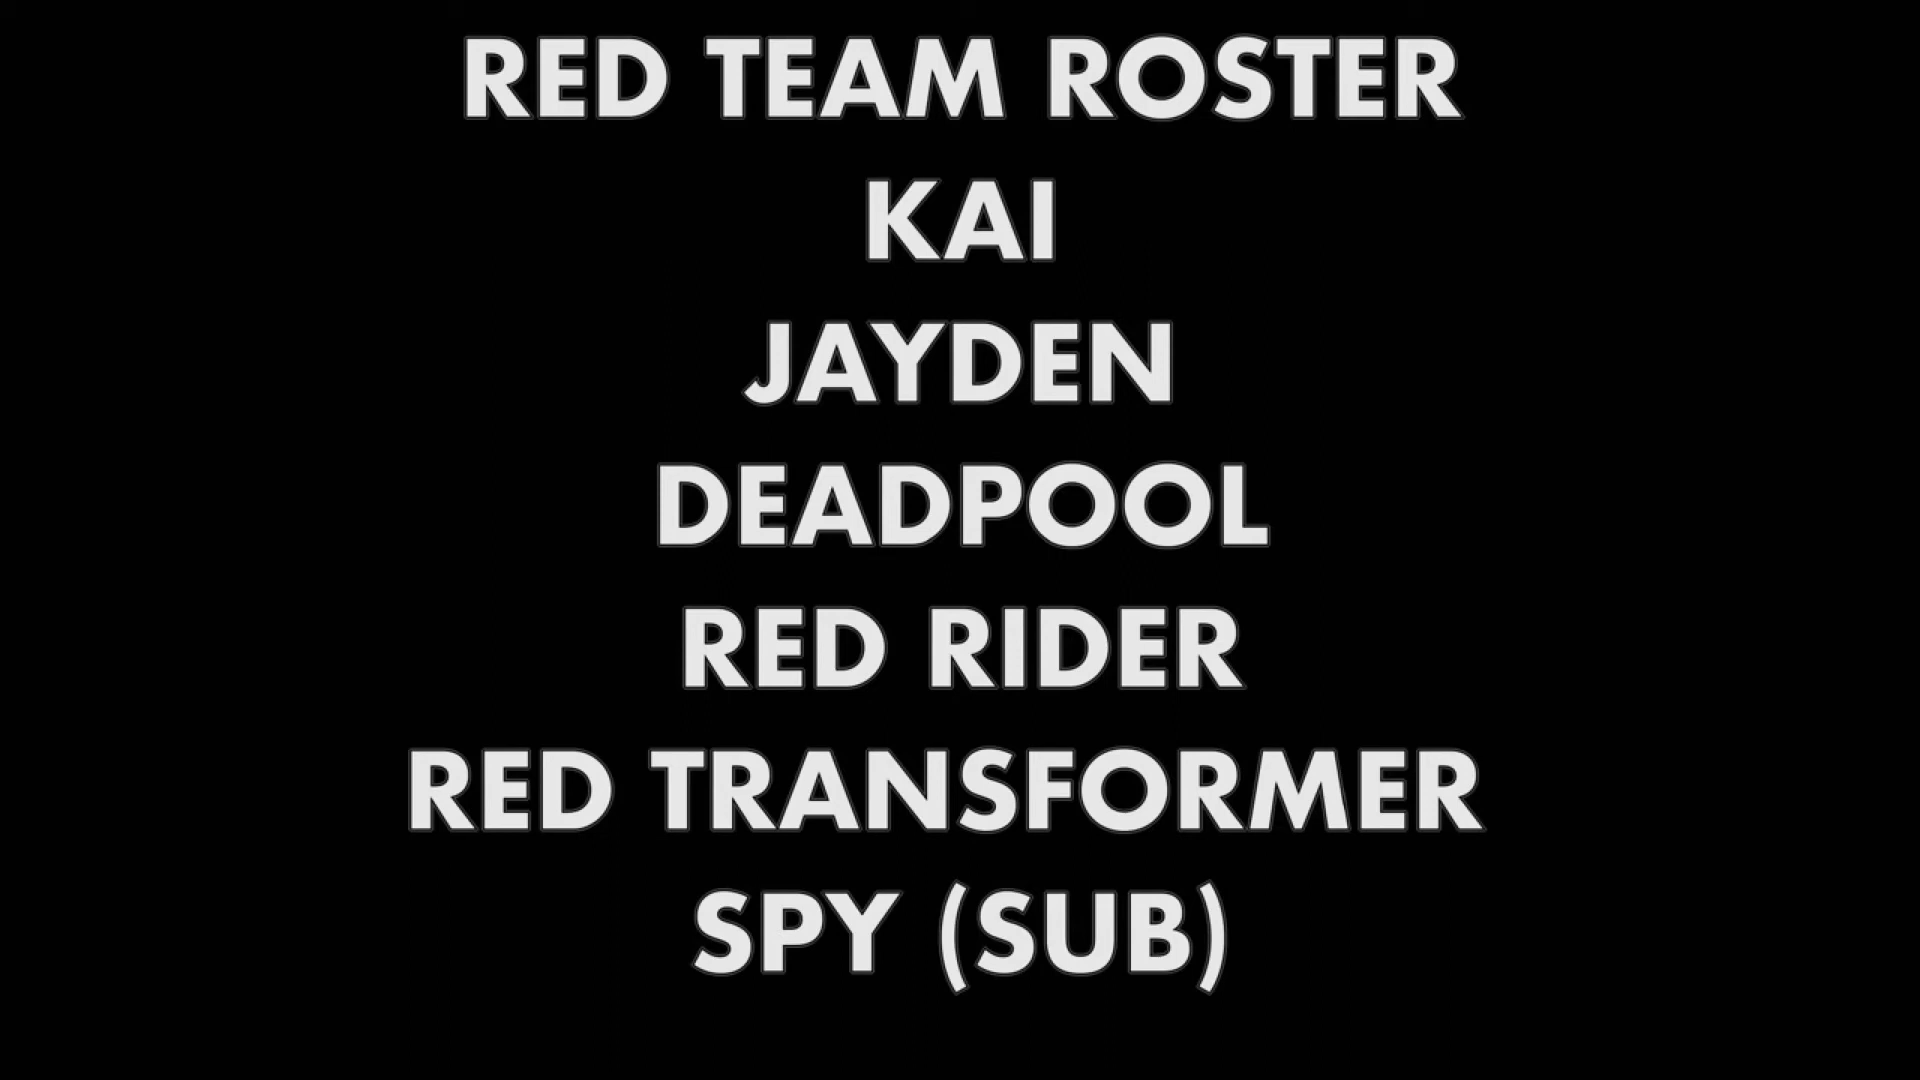 RED TEAM ROSTER
KAI
JAYDEN
DEADPOOL
RED RIDER
RED TRANSFORMER
SPY (SUB)